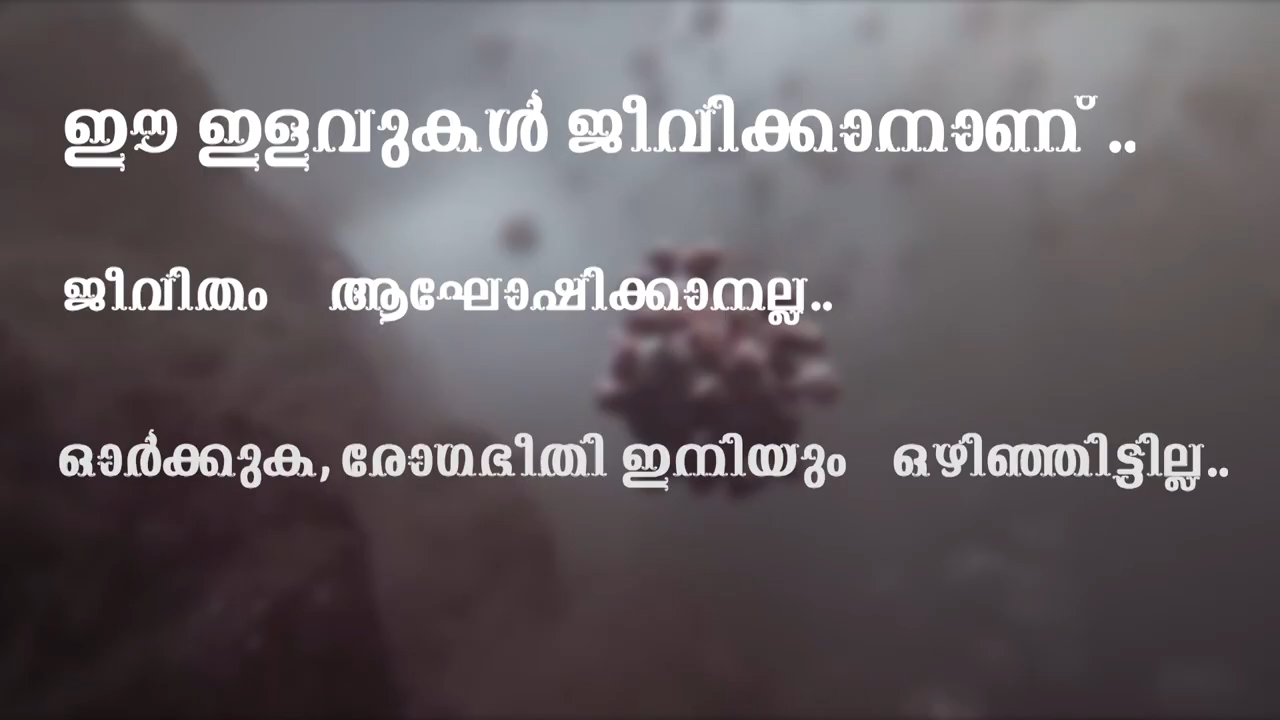 ഈ ഇളവുകൾ ജീവിക്കാനാണ് ..
ജീവിതം ആഘോഷിക്കാനല്ല..
ഓർക്കുക, രോഗഭീതി ഇനിയും ഒഴിഞ്ഞിട്ടില്ല..